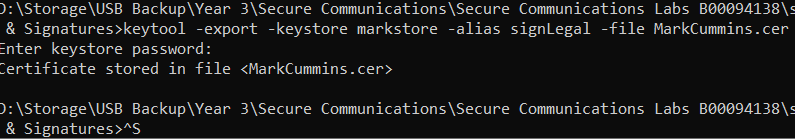 D:\Storage\USB Backup\Year 3\Secure Communications\Secure Communications Labs B00094138\s
& Signatures>keytool -export -keystore markstore -alias signLegal -file MarkCummins.cer
Enter keystore password:
Certificate stored in file <MarkCummins.cer>
D:\Storage\USB Backup\Year 3\Secure Communications\Secure Communications Labs B00094138\s
& Signatures>^S